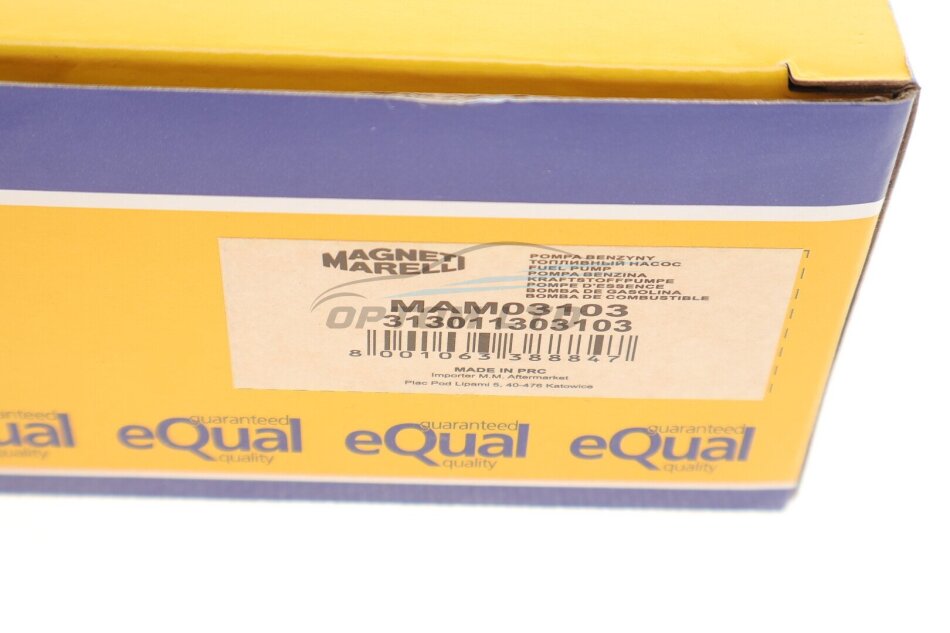 MAGNETI
MARELLI
POMPA BENZYNY
ТОПЛИВНЫЙ НАСОС
FUEL PUMP
POMPA BENZINA
KRAFTSTOFFPUMPE
POMPE D'ESSENCE
BOMBA DE GASOLINA
BOMBA DE COMBUSTIBLE
MAM03103
313011303103
8 001063 388847
MADE IN PRC
Importer M.M. Aftermarket
Plac Pod Lipami 5, 40-476 Katowice
guaranteed
eQual
quality
guaranteed
eQual
quality
guaranteed
eQual
quality